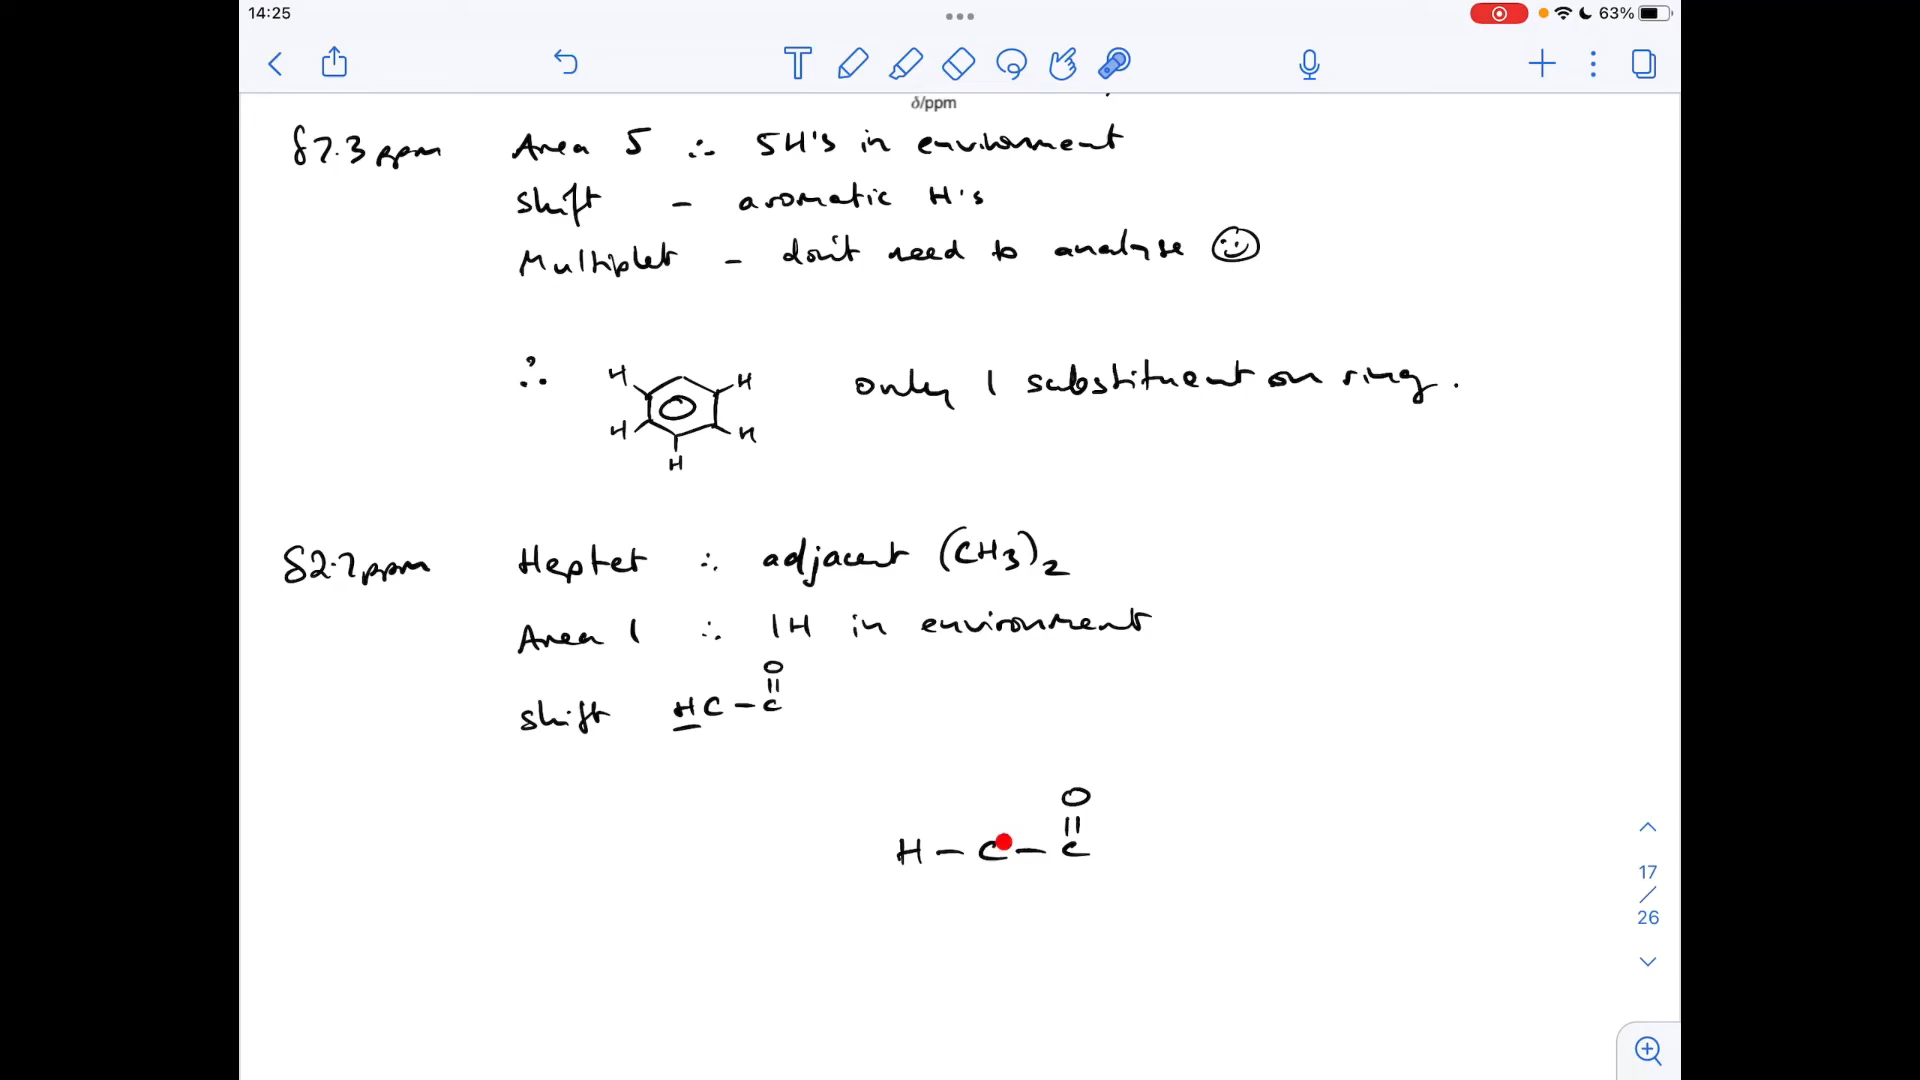 14:25
63%
δ/ppm
δ7.3ppm Area 5 ∴ 5H's in environment
shift - aromatic H's
Multiplet - don't need to analyse ☺
∴ H H H H H only 1 substituent on ring.
δ2.7ppm Heptet ∴ adjacent (CH3)2
Area 1 ∴ 1H in environment
O
shift HC-C
O
H-C-C
17
/
26